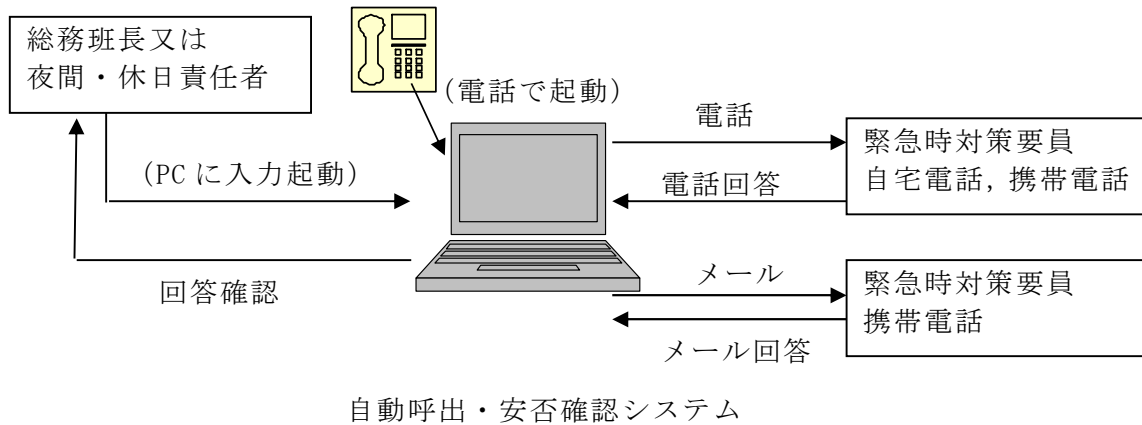 総務班長又は
夜間・休日責任者
(電話で起動)
(PCに入力起動)
回答確認
電話
電話回答
緊急時対策要員
自宅電話,携帯電話
メール
メール回答
緊急時対策要員
携帯電話
自動呼出・安否確認システム